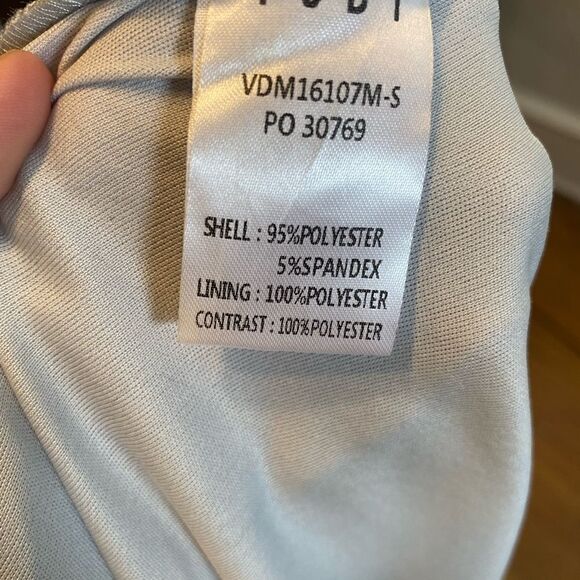 VDM16107M-S
PO 30769
SHELL : 95%POLYESTER
5%SPANDEX
LINING : 100%POLYESTER
CONTRAST : 100%POLYESTER